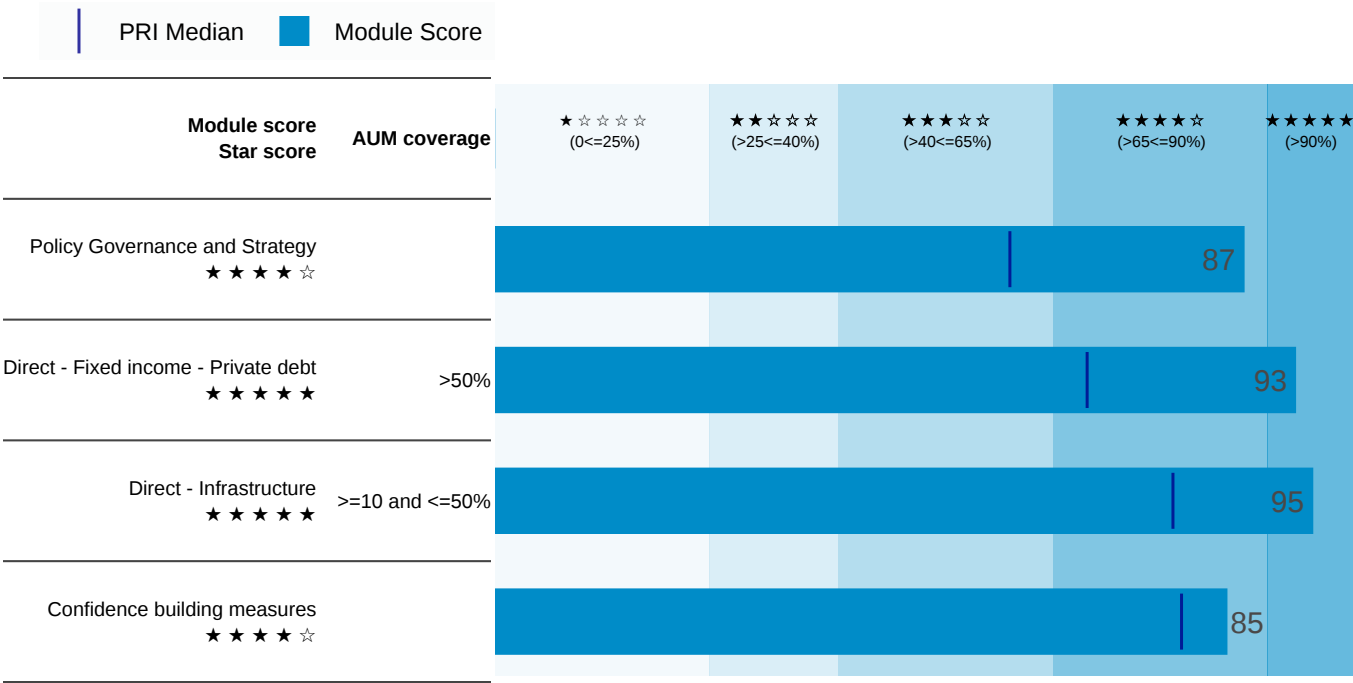 PRI Median Module Score
Module score
Star score
AUM coverage
★☆☆☆☆
(0<=25%)
★★☆☆☆
(>25<=40%)
★★★☆☆
(>40<=65%)
★★★★☆
(>65<=90%)
★★★★★
(>90%)
Policy Governance and Strategy
★★★★☆
87
Direct - Fixed income - Private debt
★★★★★
>50%
93
Direct - Infrastructure
★★★★★
>=10 and <=50%
95
Confidence building measures
★★★★☆
85